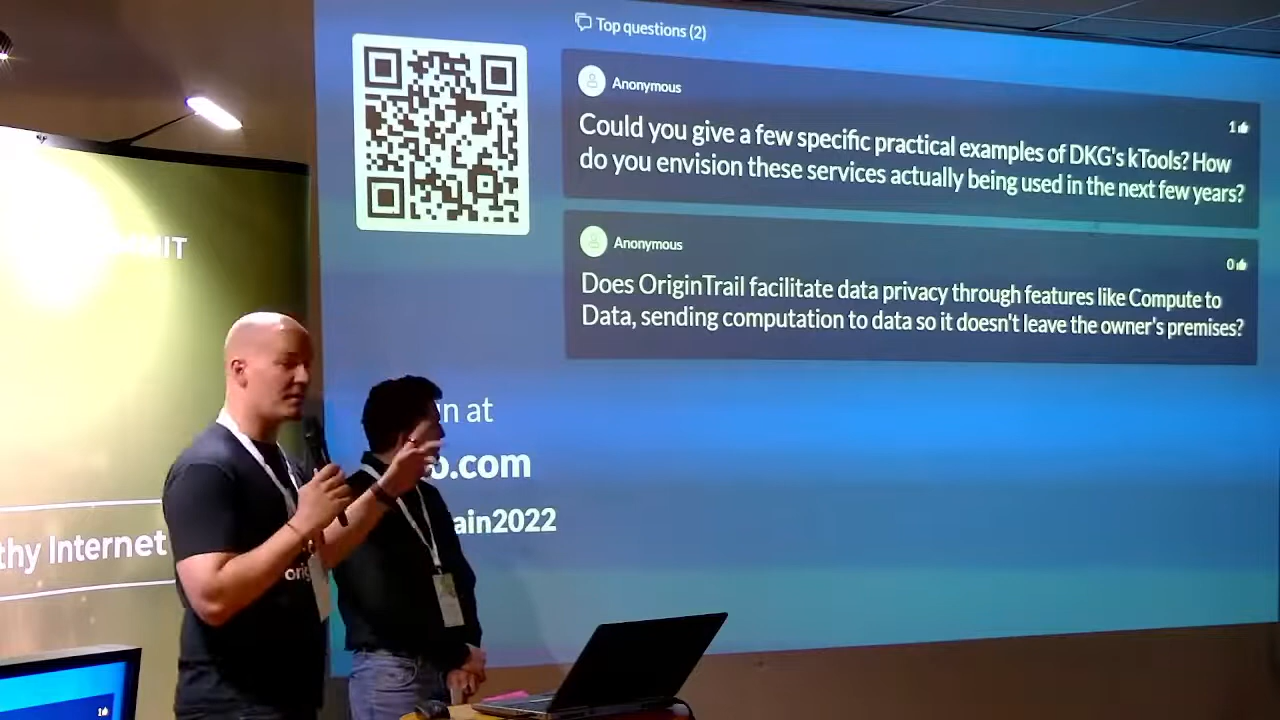 Top questions (2)
Anonymous
1
Could you give a few specific practical examples of DKG's kTools? How
do you envision these services actually being used in the next few years?
Anonymous
0
Does OriginTrail facilitate data privacy through features like Compute to
Data, sending computation to data so it doesn't leave the owner's premises?
in at
o.com
ain2022
thy Internet
orig
1